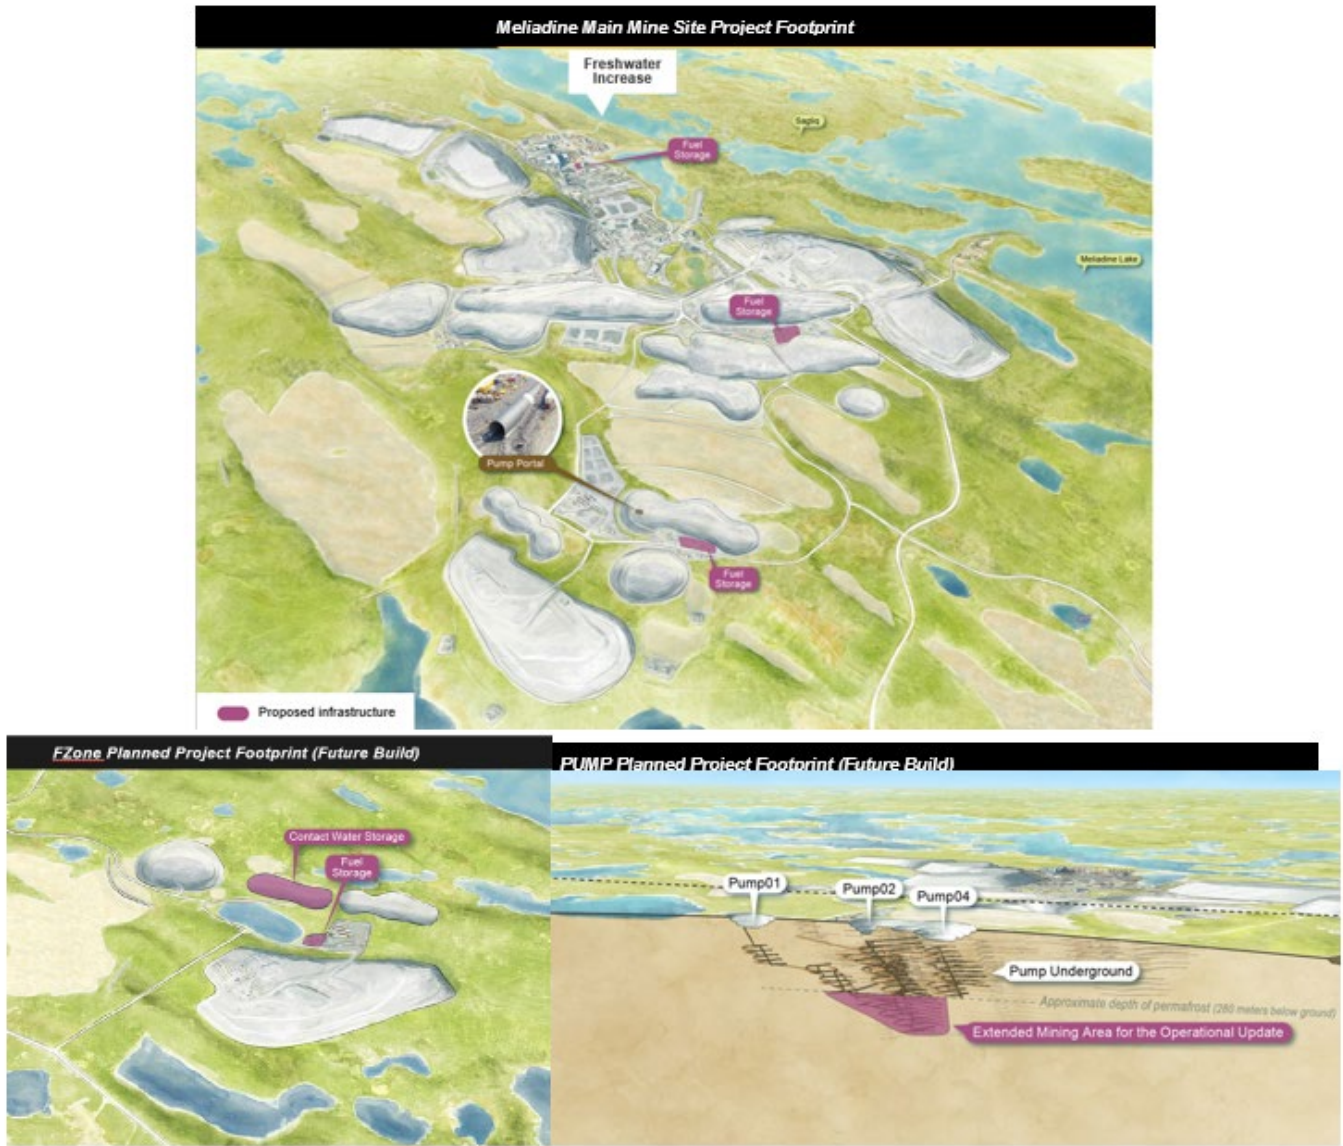 Meliadine Main Mine Site Project Footprint
Freshwater
Increase
Sagliq
Fuel
Storage
Meliadine Lake
Fuel
Storage
Pump Portal
Fuel
Storage
Proposed infrastructure
FZone Planned Project Footprint (Future Build)
Contact Water Storage
Fuel
Storage
PUMP Planned Project Footprint (Future Build)
Pump01
Pump02
Pump04
Pump Underground
Approximate depth of permafrost (280 meters below ground)
Extended Mining Area for the Operational Update